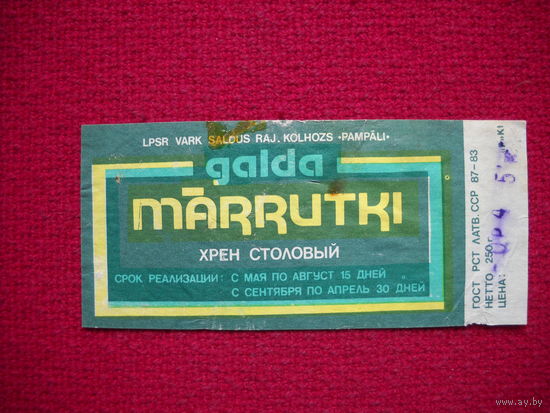 LPSR VARK SALDUS RAJ. KOLHOZS «PAMPĀĻI»
galda
MĀRRUTKI
ХРЕН СТОЛОВЫЙ
СРОК РЕАЛИЗАЦИИ: С МАЯ ПО АВГУСТ 15 ДНЕЙ
С СЕНТЯБРЯ ПО АПРЕЛЬ 30 ДНЕЙ
ГОСТ РСТ ЛАТВ. ССР 87-83
НЕТТО 250 г.
ЦЕНА:
www.ay.by